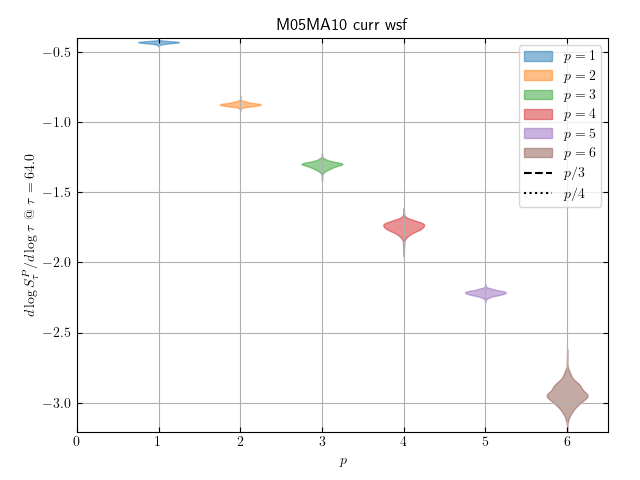 M05MA10 curr wsf
d log S_τ^P / d log τ @ τ = 64.0
−0.5
−1.0
−1.5
−2.0
−2.5
−3.0
0 1 2 3 4 5 6
p
p = 1
p = 2
p = 3
p = 4
p = 5
p = 6
p/3
p/4